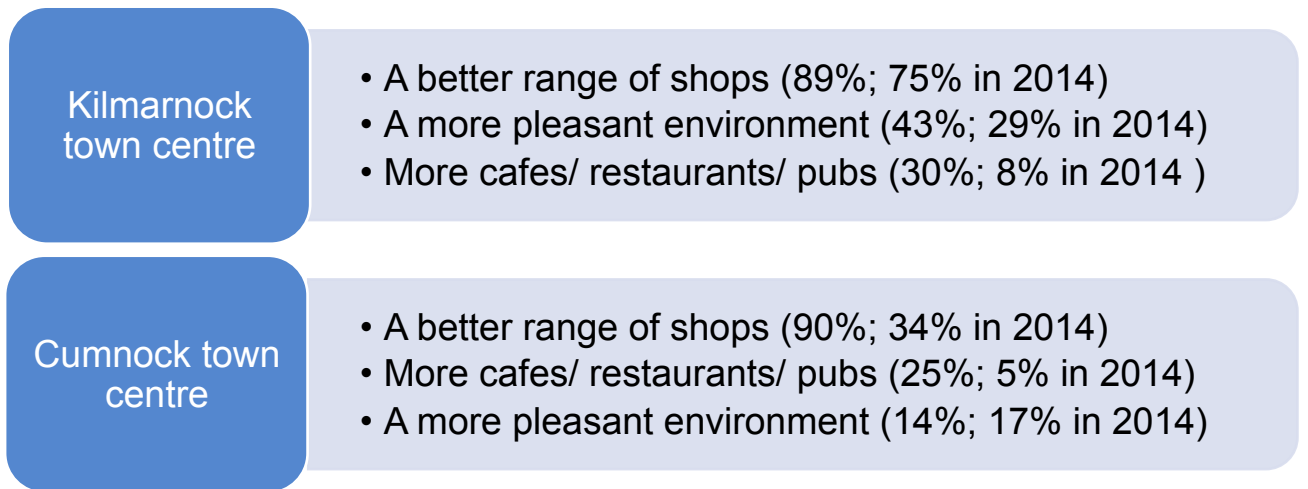 Kilmarnock
town centre
• A better range of shops (89%; 75% in 2014)
• A more pleasant environment (43%; 29% in 2014)
• More cafes/ restaurants/ pubs (30%; 8% in 2014 )
Cumnock town
centre
• A better range of shops (90%; 34% in 2014)
• More cafes/ restaurants/ pubs (25%; 5% in 2014)
• A more pleasant environment (14%; 17% in 2014)